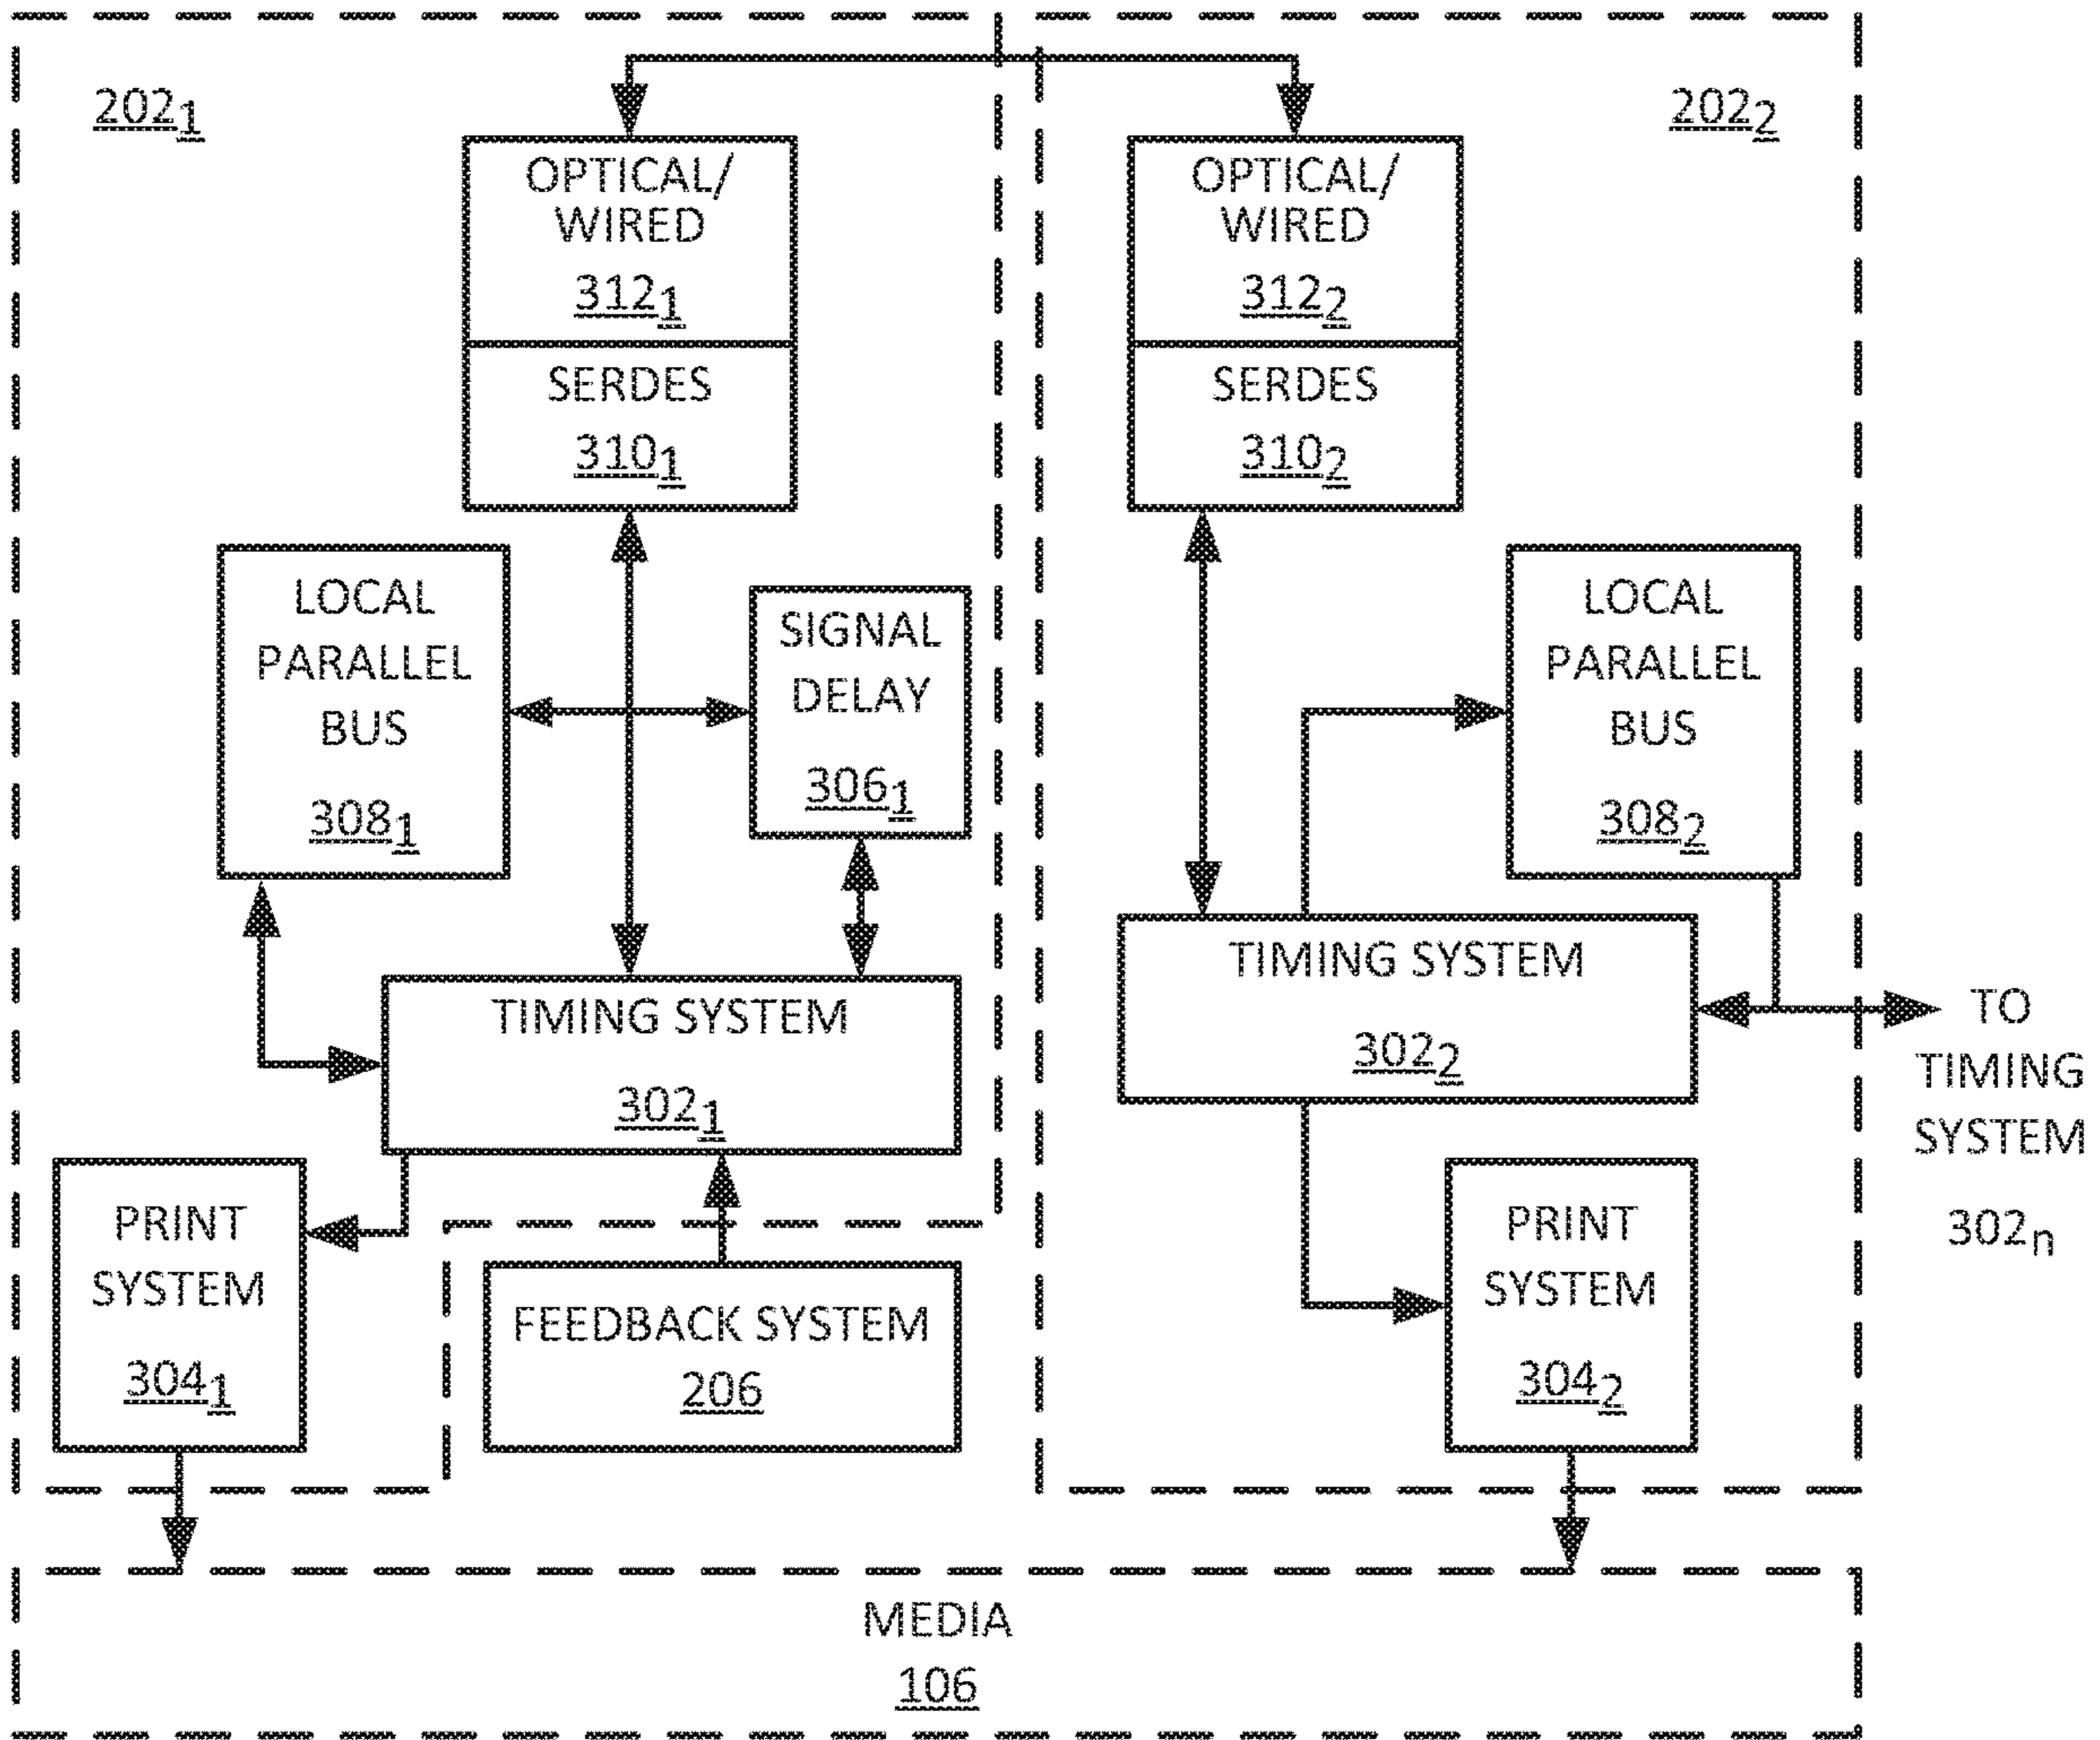 202₁
OPTICAL/
WIRED
312₁
SERDES
310₁
LOCAL
PARALLEL
BUS
308₁
SIGNAL
DELAY
306₁
TIMING SYSTEM
302₁
PRINT
SYSTEM
304₁
FEEDBACK SYSTEM
206
202₂
OPTICAL/
WIRED
312₂
SERDES
310₂
LOCAL
PARALLEL
BUS
308₂
TIMING SYSTEM
302₂
PRINT
SYSTEM
304₂
TO
TIMING
SYSTEM
302ₙ
MEDIA
106